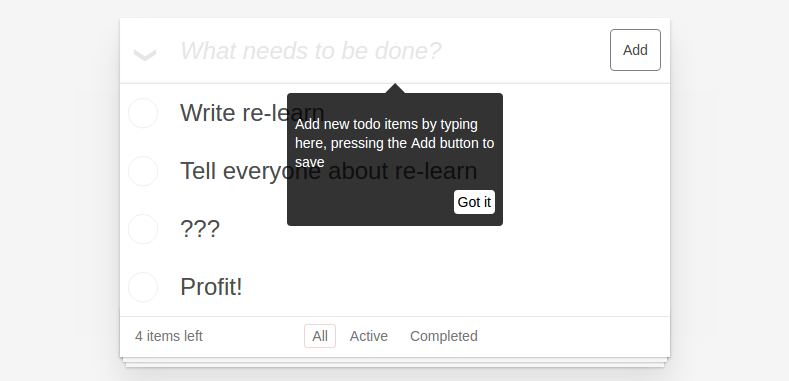 What needs to be done?
Add
Write re-learn
Add new todo items by typing
here, pressing the Add button to
save
Tell everyone about re-learn
Got it
???
Profit!
4 items left
All
Active
Completed